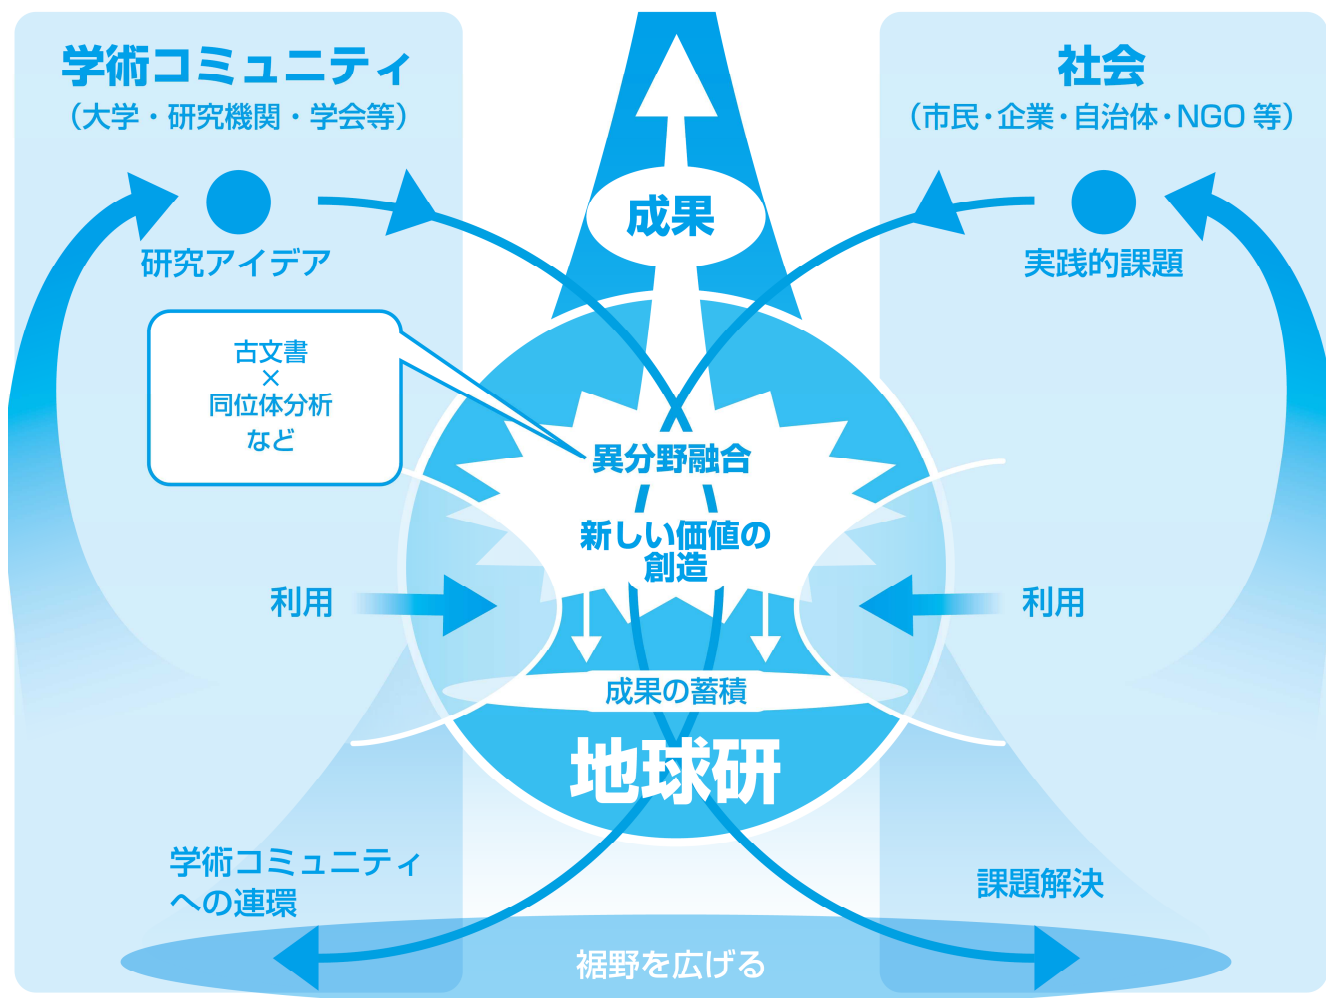 学術コミュニティ
（大学・研究機関・学会等）
社会
（市民・企業・自治体・NGO 等）
成果
研究アイデア
実践的課題
古文書
×
同位体分析
など
異分野融合
新しい価値の
創造
利用
利用
成果の蓄積
地球研
学術コミュニティ
への連環
課題解決
裾野を広げる